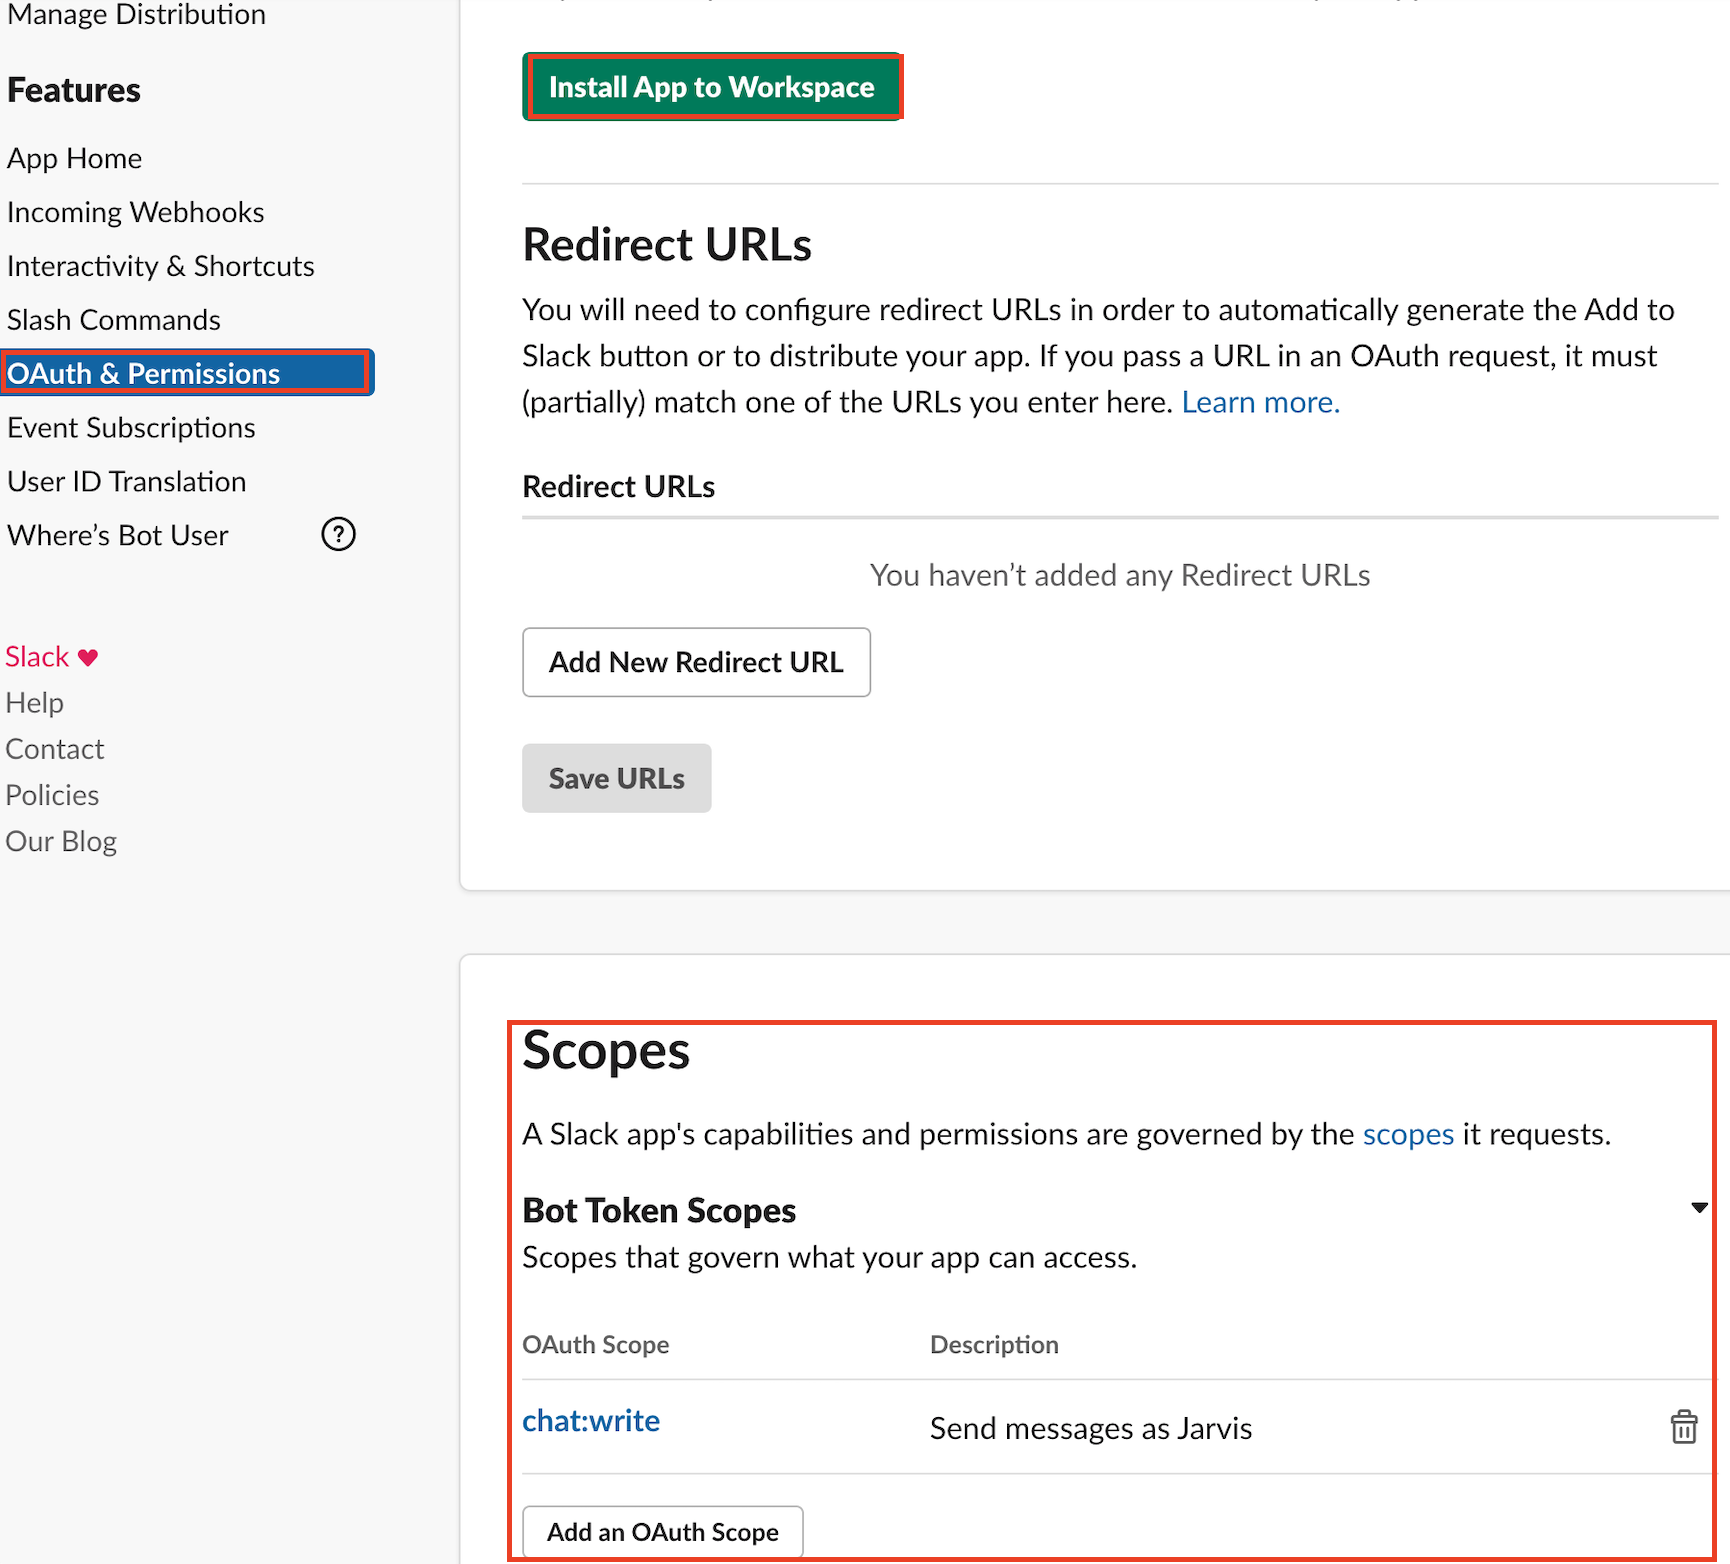 Manage Distribution
Features
App Home
Incoming Webhooks
Interactivity & Shortcuts
Slash Commands
OAuth & Permissions
Event Subscriptions
User ID Translation
Where’s Bot User
?
Slack ♥
Help
Contact
Policies
Our Blog
Install App to Workspace
Redirect URLs
You will need to configure redirect URLs in order to automatically generate the Add to
Slack button or to distribute your app. If you pass a URL in an OAuth request, it must
(partially) match one of the URLs you enter here. Learn more.
Redirect URLs
You haven’t added any Redirect URLs
Add New Redirect URL
Save URLs
Scopes
A Slack app's capabilities and permissions are governed by the scopes it requests.
Bot Token Scopes
Scopes that govern what your app can access.
OAuth Scope Description
chat:write Send messages as Jarvis
Add an OAuth Scope